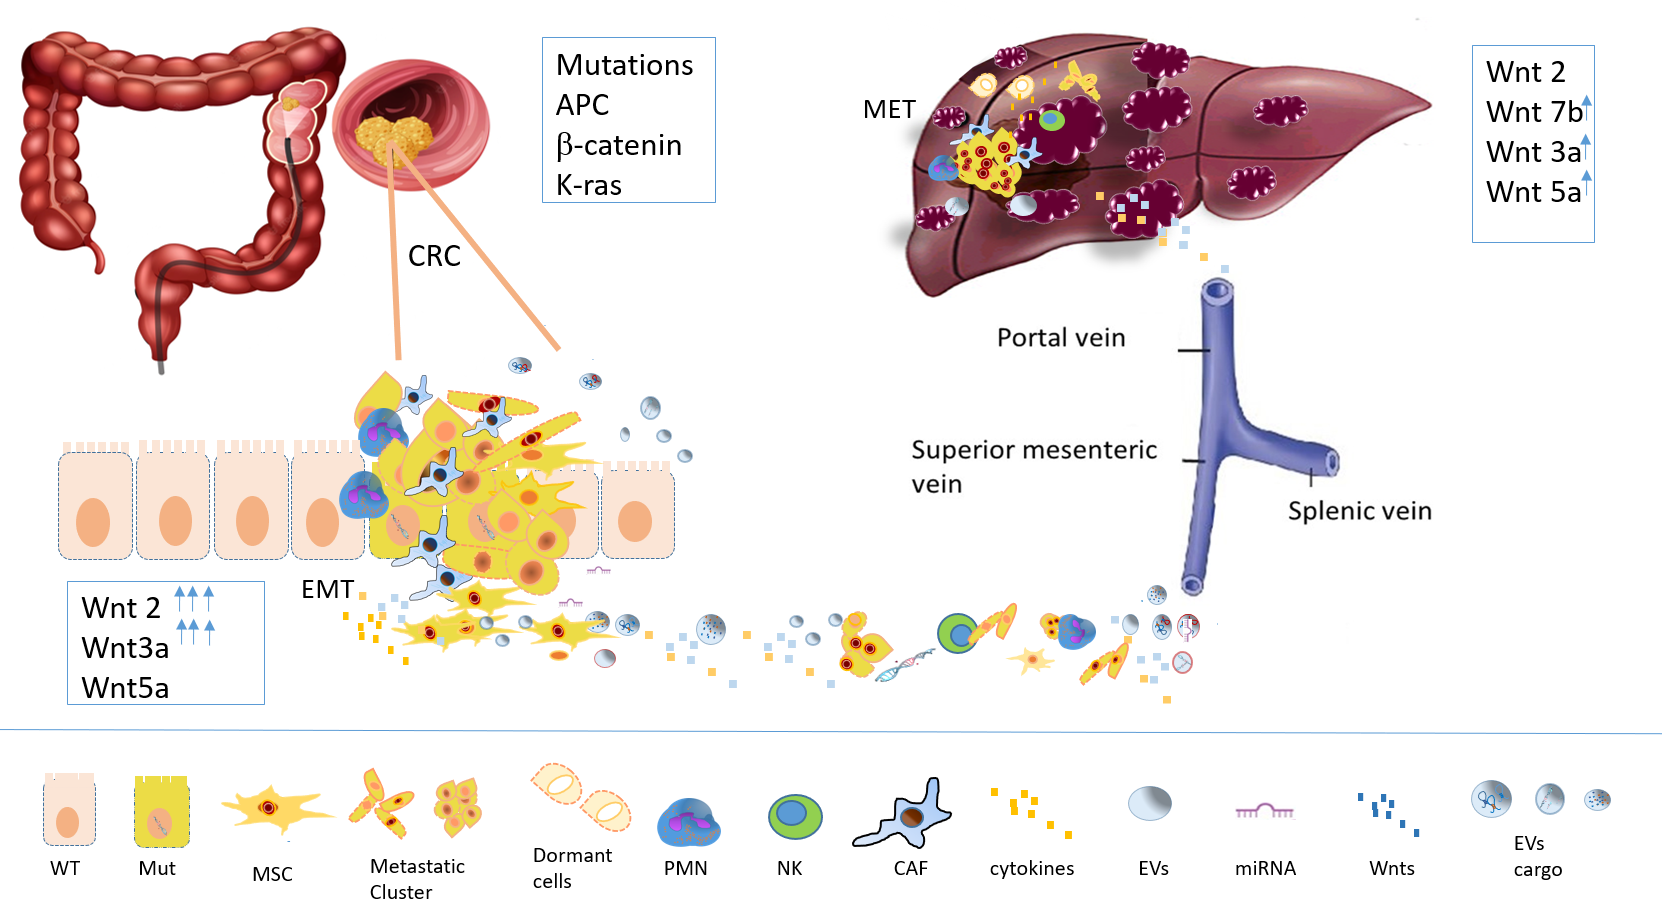 Mutations
APC
β-catenin
K-ras
CRC
MET
Wnt 2
Wnt 7b
Wnt 3a
Wnt 5a
Portal vein
Superior mesenteric
vein
Splenic vein
EMT
Wnt 2
Wnt3a
Wnt5a
WT
Mut
MSC
Metastatic
Cluster
Dormant
cells
PMN
NK
CAF
cytokines
EVs
miRNA
Wnts
EVs
cargo